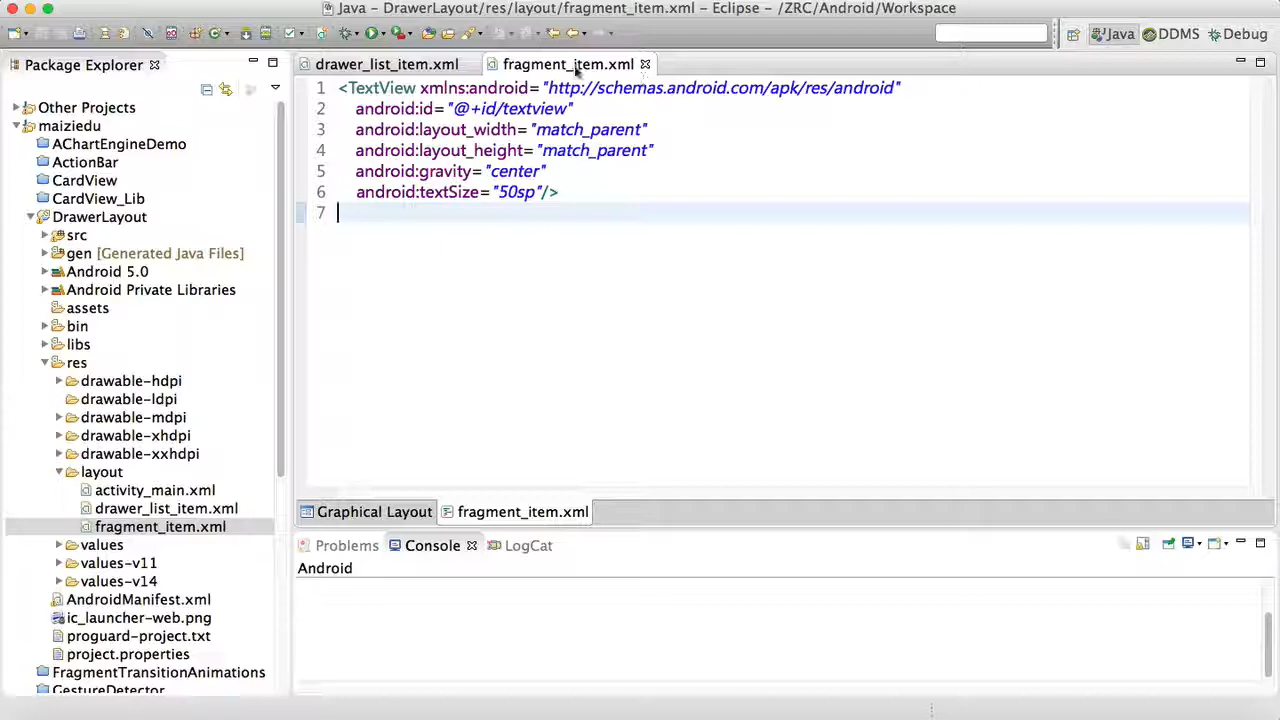 Java - DrawerLayout/res/layout/fragment_item.xml - Eclipse - /ZRC/Android/Workspace
Java
DDMS
Debug
Package Explorer
drawer_list_item.xml
fragment_item.xml
Other Projects
maiziedu
AChartEngineDemo
ActionBar
CardView
CardView_Lib
DrawerLayout
src
gen [Generated Java Files]
Android 5.0
Android Private Libraries
assets
bin
libs
res
drawable-hdpi
drawable-ldpi
drawable-mdpi
drawable-xhdpi
drawable-xxhdpi
layout
activity_main.xml
drawer_list_item.xml
fragment_item.xml
values
values-v11
values-v14
AndroidManifest.xml
ic_launcher-web.png
proguard-project.txt
project.properties
FragmentTransitionAnimations
GestureDetector
1 <TextView xmlns:android="http://schemas.android.com/apk/res/android"
2 android:id="@+id/textview"
3 android:layout_width="match_parent"
4 android:layout_height="match_parent"
5 android:gravity="center"
6 android:textSize="50sp"/>
7
Graphical Layout
fragment_item.xml
Problems
Console
LogCat
Android